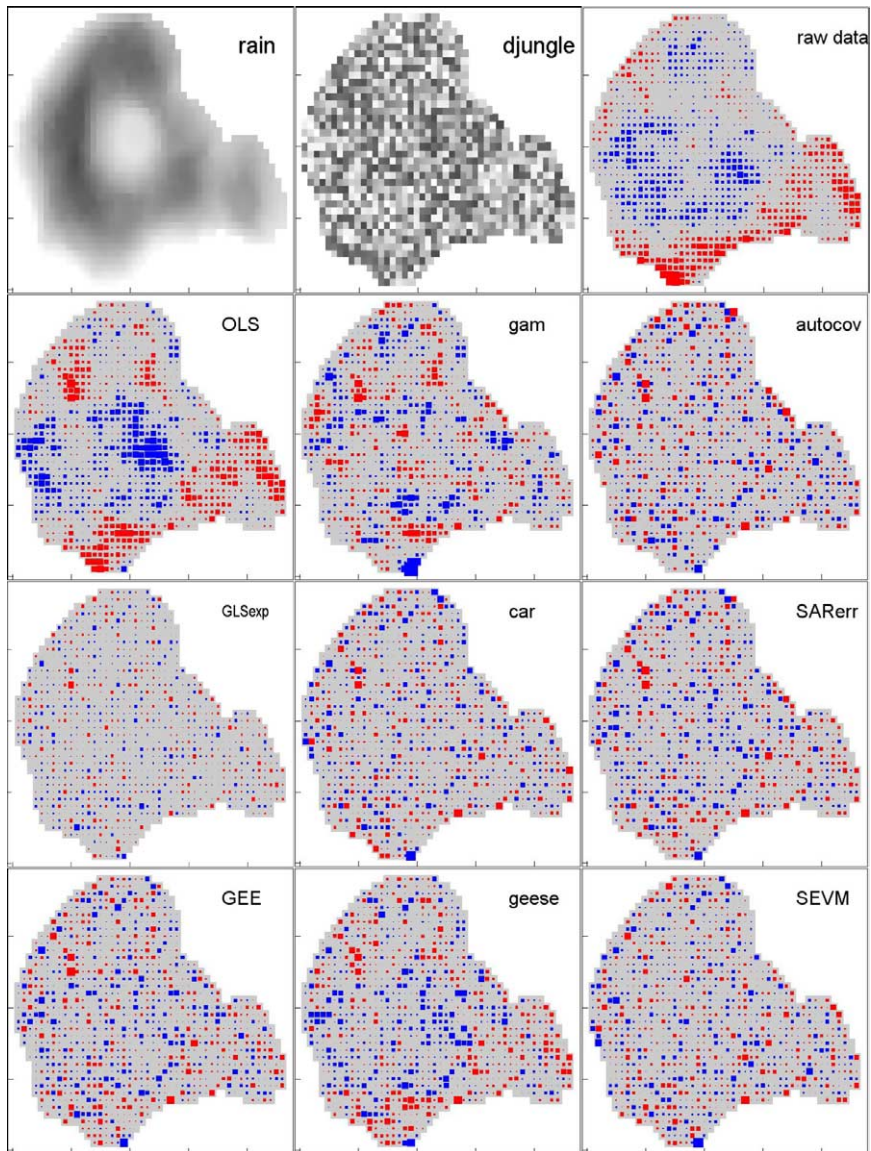 rain
djungle
raw data
OLS
gam
autocov
GLSexp
car
SARerr
GEE
geese
SEVM